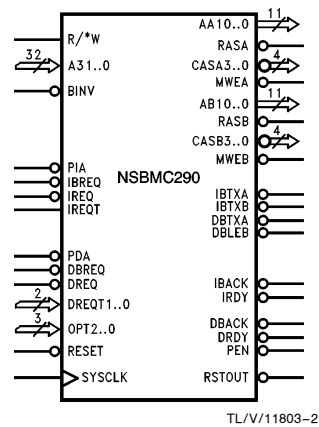 11
AA10..0
R/*W
RASA
32
4
A31..0
CASA3..0
MWEA
BINV
11
AB10..0
RASB
4
CASB3..0
MWEB
PIA
NSBMC290
IBREQ
IREQ
IBTXA
IREQT
IBTXB
DBTXA
DBLEB
PDA
DBREQ
DREQ
IBACK
2
IRDY
DREQT1..0
3
DBACK
OPT2..0
DRDY
RESET
PEN
SYSCLK
RSTOUT
TL/V/11803-2